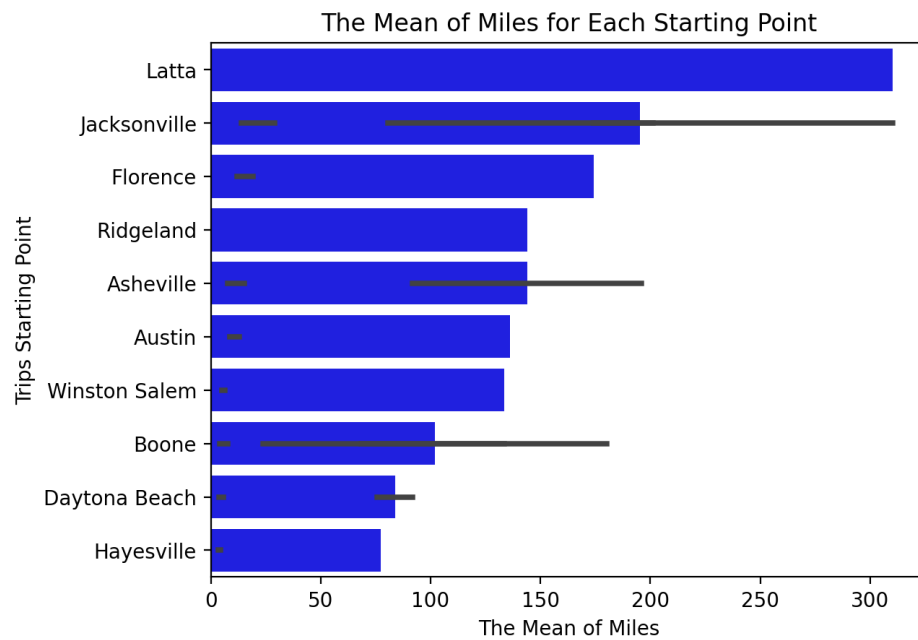 The Mean of Miles for Each Starting Point
Trips Starting Point
Latta
Jacksonville
Florence
Ridgeland
Asheville
Austin
Winston Salem
Boone
Daytona Beach
Hayesville
0 50 100 150 200 250 300
The Mean of Miles